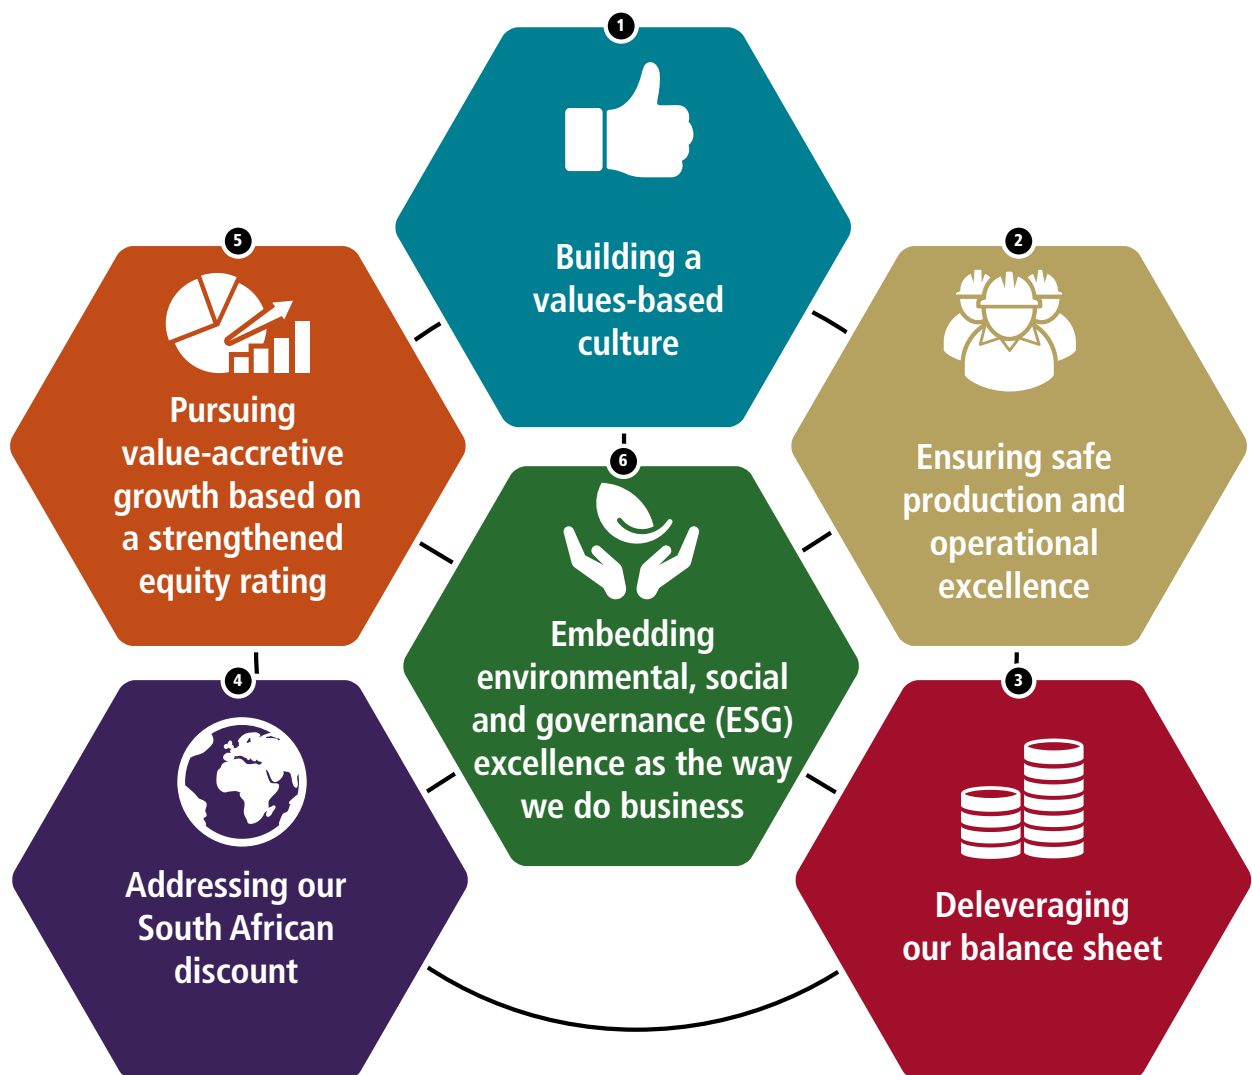 1
Building a
values-based
culture
2
Ensuring safe
production and
operational
excellence
3
Deleveraging
our balance sheet
4
Addressing our
South African
discount
5
Pursuing
value-accretive
growth based on
a strengthened
equity rating
6
Embedding
environmental, social
and governance (ESG)
excellence as the way
we do business